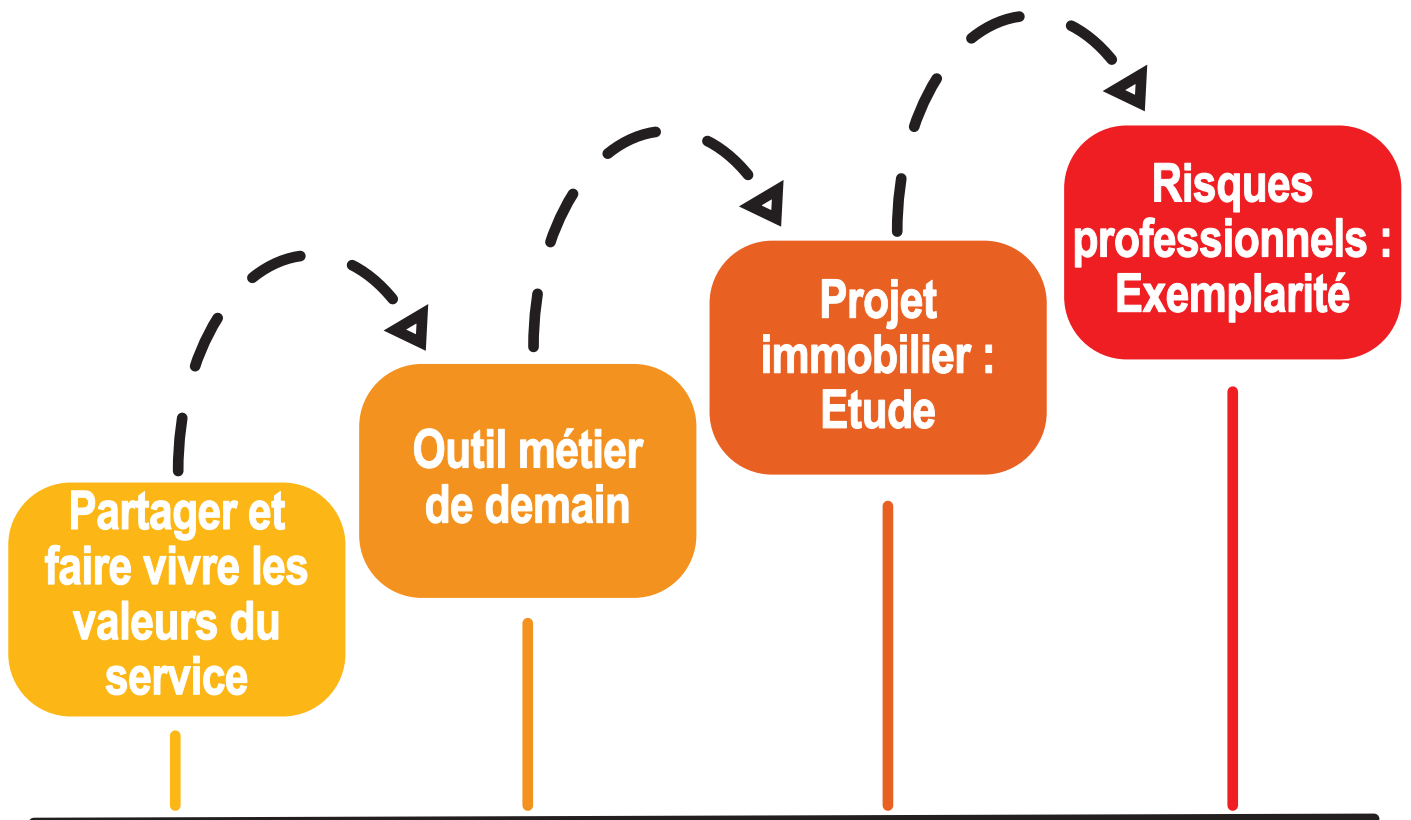 Partager et
faire vivre les
valeurs du
service
Outil métier
de demain
Projet
immobilier :
Etude
Risques
professionnels :
Exemplarité